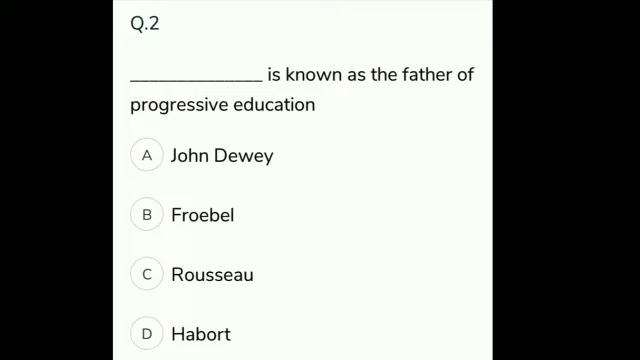 Q.2
______________ is known as the father of
progressive education
A John Dewey
B Froebel
C Rousseau
D Habort